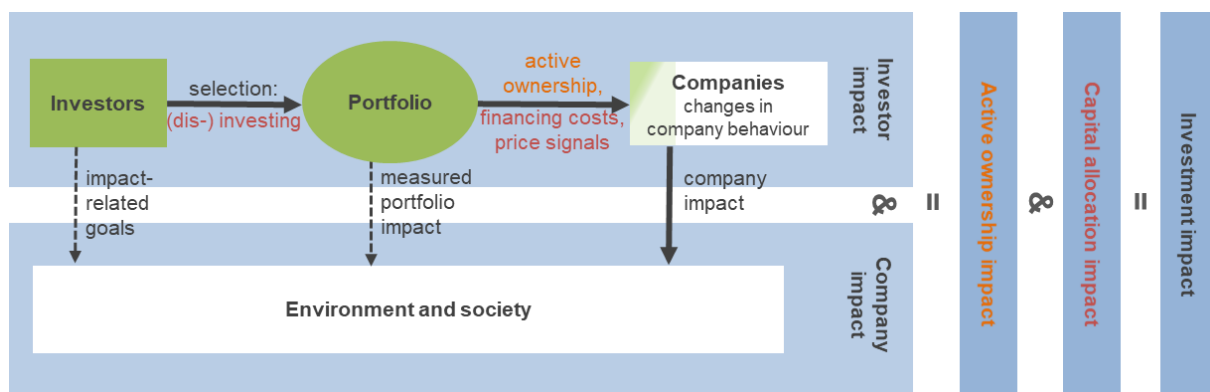 Investors
selection:
(dis-) investing
Portfolio
active
ownership,
financing costs,
price signals
Companies
changes in
company behaviour
Investor
impact
impact-
related
goals
measured
portfolio
impact
company
impact
&
Environment and society
Company
impact
=
Active ownership impact
&
Capital allocation impact
=
Investment impact